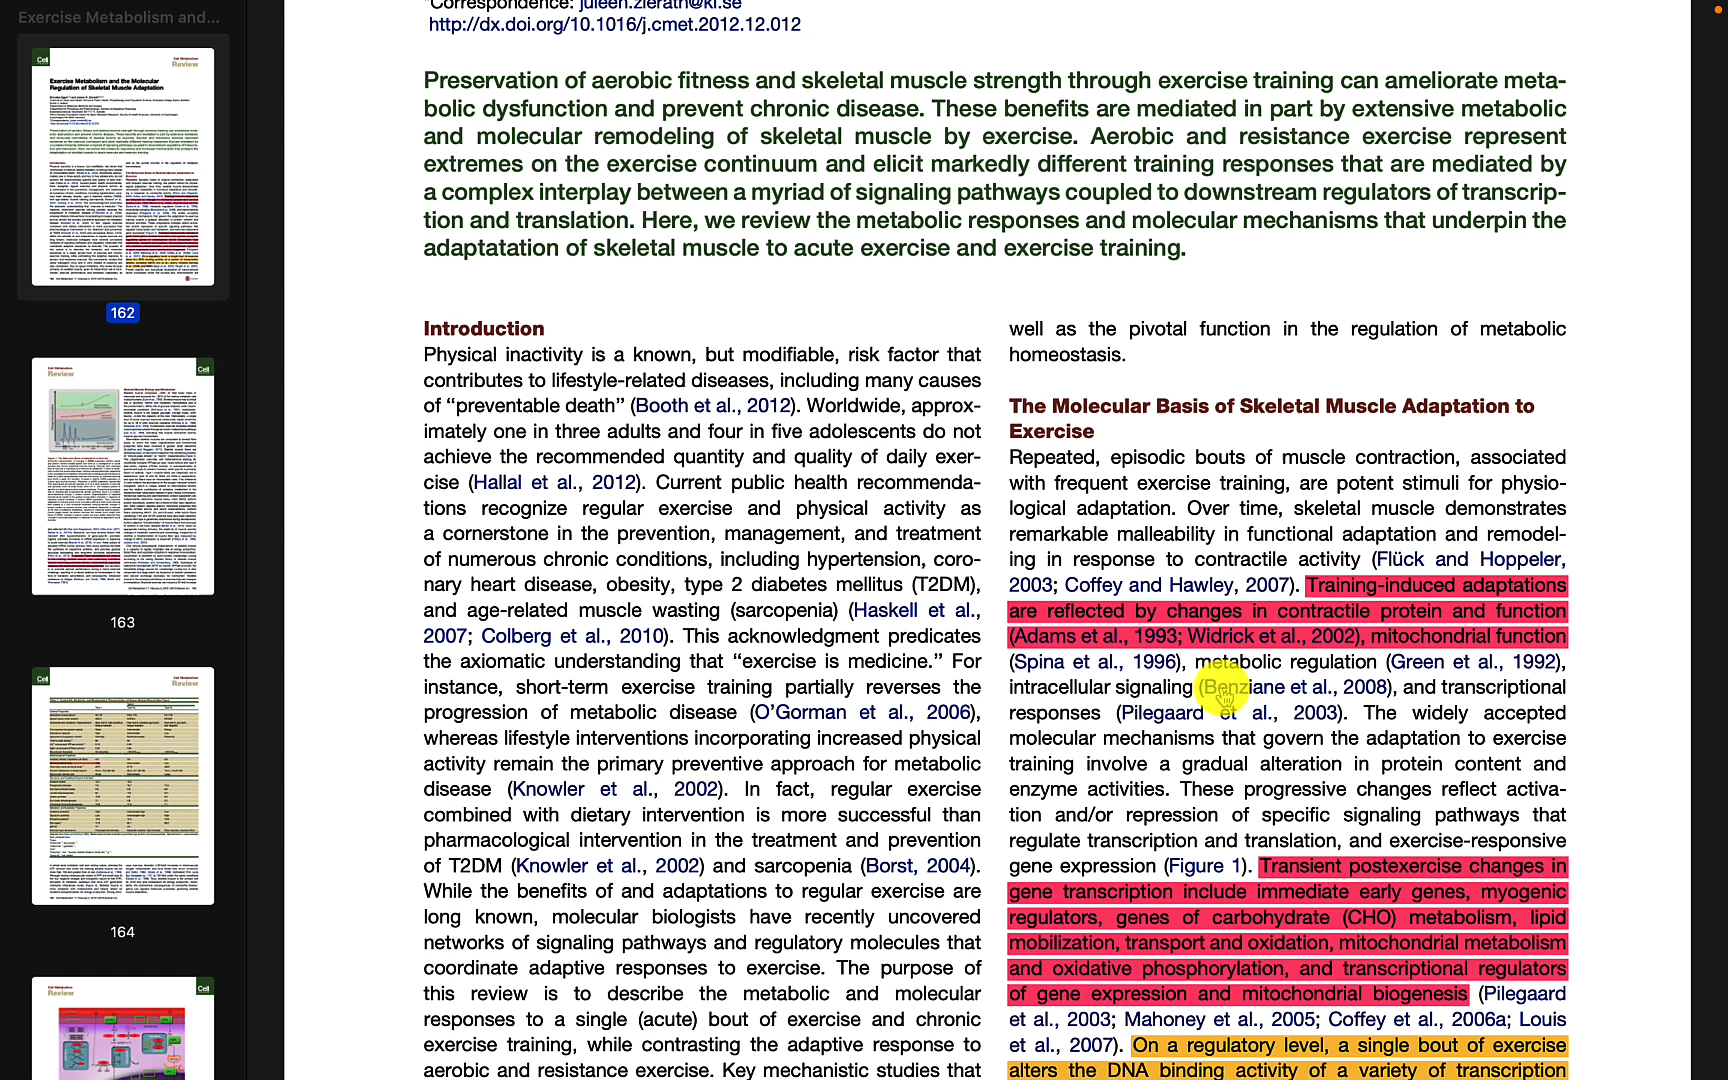 Exercise Metabolism and...
162
163
164
*Correspondence: juleen.zierath@ki.se
http://dx.doi.org/10.1016/j.cmet.2012.12.012
Preservation of aerobic fitness and skeletal muscle strength through exercise training can ameliorate meta-
bolic dysfunction and prevent chronic disease. These benefits are mediated in part by extensive metabolic
and molecular remodeling of skeletal muscle by exercise. Aerobic and resistance exercise represent
extremes on the exercise continuum and elicit markedly different training responses that are mediated by
a complex interplay between a myriad of signaling pathways coupled to downstream regulators of transcrip-
tion and translation. Here, we review the metabolic responses and molecular mechanisms that underpin the
adaptatation of skeletal muscle to acute exercise and exercise training.
Introduction
Physical inactivity is a known, but modifiable, risk factor that
contributes to lifestyle-related diseases, including many causes
of “preventable death” (Booth et al., 2012). Worldwide, approx-
imately one in three adults and four in five adolescents do not
achieve the recommended quantity and quality of daily exer-
cise (Hallal et al., 2012). Current public health recommenda-
tions recognize regular exercise and physical activity as
a cornerstone in the prevention, management, and treatment
of numerous chronic conditions, including hypertension, coro-
nary heart disease, obesity, type 2 diabetes mellitus (T2DM),
and age-related muscle wasting (sarcopenia) (Haskell et al.,
2007; Colberg et al., 2010). This acknowledgment predicates
the axiomatic understanding that “exercise is medicine.” For
instance, short-term exercise training partially reverses the
progression of metabolic disease (O’Gorman et al., 2006),
whereas lifestyle interventions incorporating increased physical
activity remain the primary preventive approach for metabolic
disease (Knowler et al., 2002). In fact, regular exercise
combined with dietary intervention is more successful than
pharmacological intervention in the treatment and prevention
of T2DM (Knowler et al., 2002) and sarcopenia (Borst, 2004).
While the benefits of and adaptations to regular exercise are
long known, molecular biologists have recently uncovered
networks of signaling pathways and regulatory molecules that
coordinate adaptive responses to exercise. The purpose of
this review is to describe the metabolic and molecular
responses to a single (acute) bout of exercise and chronic
exercise training, while contrasting the adaptive response to
aerobic and resistance exercise. Key mechanistic studies that
well as the pivotal function in the regulation of metabolic
homeostasis.
The Molecular Basis of Skeletal Muscle Adaptation to
Exercise
Repeated, episodic bouts of muscle contraction, associated
with frequent exercise training, are potent stimuli for physio-
logical adaptation. Over time, skeletal muscle demonstrates
remarkable malleability in functional adaptation and remodel-
ing in response to contractile activity (Flück and Hoppeler,
2003; Coffey and Hawley, 2007). Training-induced adaptations
are reflected by changes in contractile protein and function
(Adams et al., 1993; Widrick et al., 2002), mitochondrial function
(Spina et al., 1996), metabolic regulation (Green et al., 1992),
intracellular signaling (Benziane et al., 2008), and transcriptional
responses (Pilegaard et al., 2003). The widely accepted
molecular mechanisms that govern the adaptation to exercise
training involve a gradual alteration in protein content and
enzyme activities. These progressive changes reflect activa-
tion and/or repression of specific signaling pathways that
regulate transcription and translation, and exercise-responsive
gene expression (Figure 1). Transient postexercise changes in
gene transcription include immediate early genes, myogenic
regulators, genes of carbohydrate (CHO) metabolism, lipid
mobilization, transport and oxidation, mitochondrial metabolism
and oxidative phosphorylation, and transcriptional regulators
of gene expression and mitochondrial biogenesis (Pilegaard
et al., 2003; Mahoney et al., 2005; Coffey et al., 2006a; Louis
et al., 2007). On a regulatory level, a single bout of exercise
alters the DNA binding activity of a variety of transcription